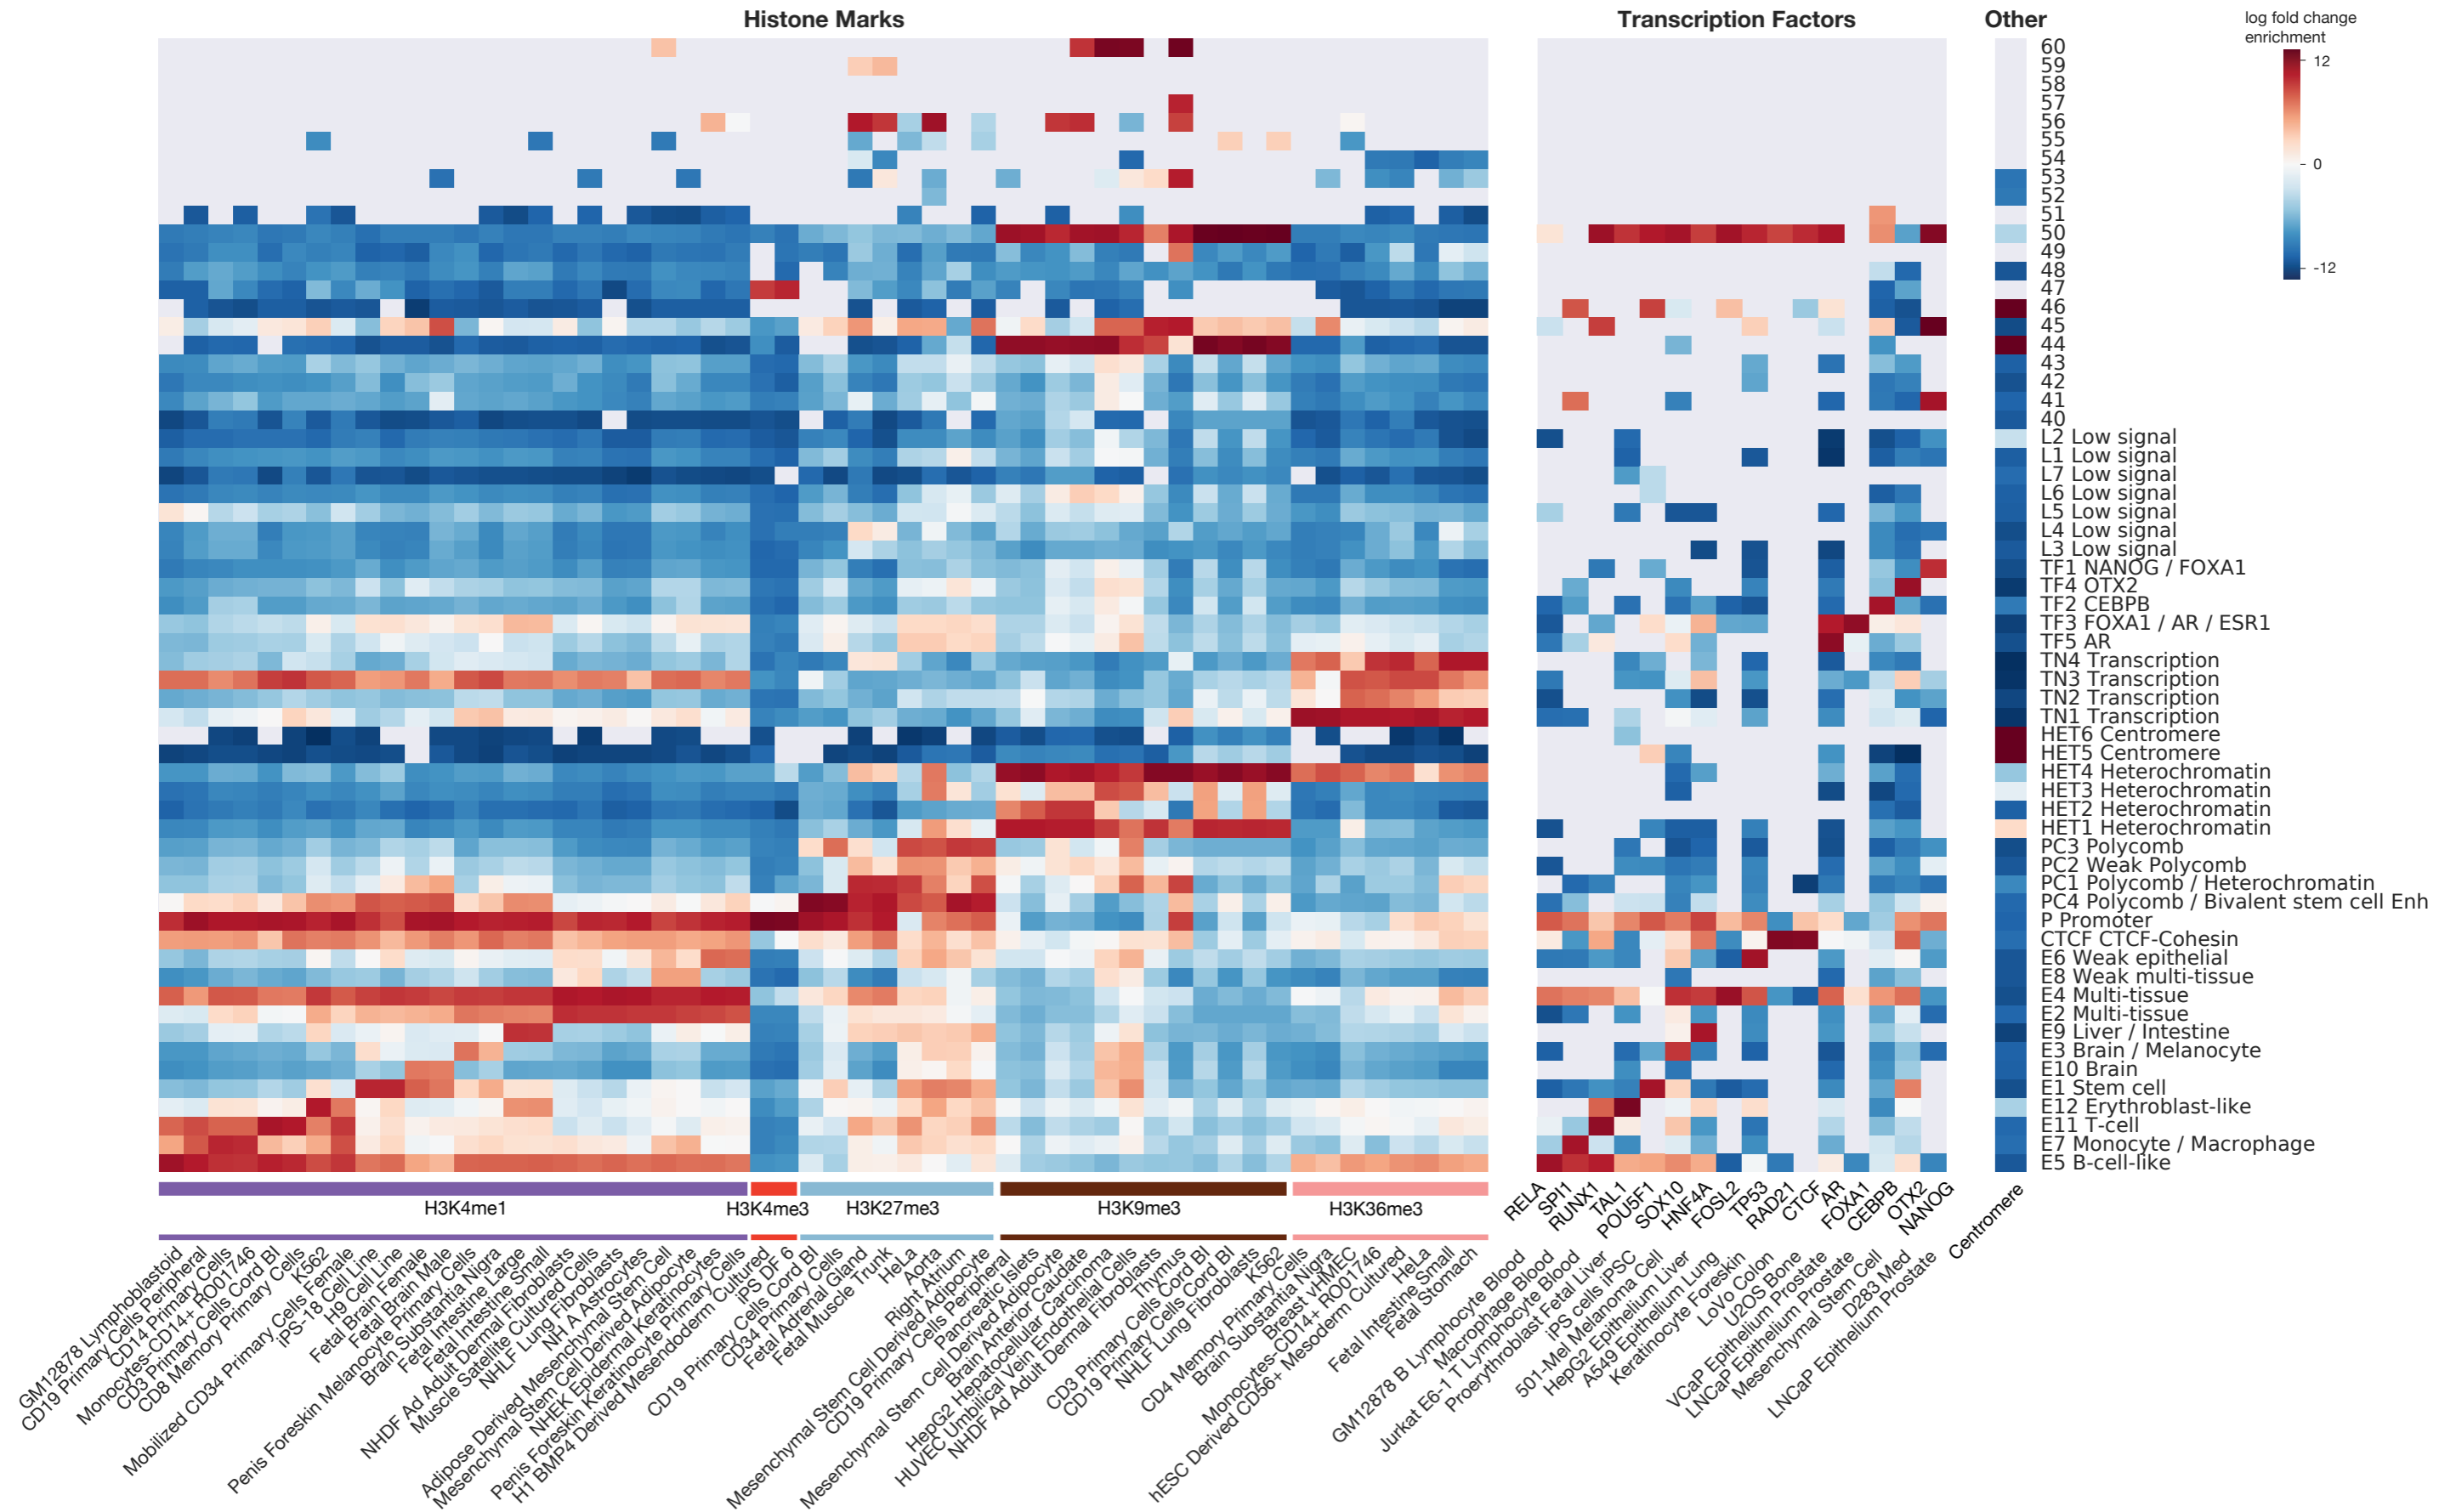 Histone Marks
Transcription Factors
Other
log fold change
enrichment
12
0
-12
60
59
58
57
56
55
54
53
52
51
50
49
48
47
46
45
44
43
42
41
40
L2 Low signal
L1 Low signal
L7 Low signal
L6 Low signal
L5 Low signal
L4 Low signal
L3 Low signal
TF1 NANOG / FOXA1
TF4 OTX2
TF2 CEBPB
TF3 FOXA1 / AR / ESR1
TF5 AR
TN4 Transcription
TN3 Transcription
TN2 Transcription
TN1 Transcription
HET6 Centromere
HET5 Centromere
HET4 Heterochromatin
HET3 Heterochromatin
HET2 Heterochromatin
HET1 Heterochromatin
PC3 Polycomb
PC2 Weak Polycomb
PC1 Polycomb / Heterochromatin
PC4 Polycomb / Bivalent stem cell Enh
P Promoter
CTCF CTCF-Cohesin
E6 Weak epithelial
E8 Weak multi-tissue
E4 Multi-tissue
E2 Multi-tissue
E9 Liver / Intestine
E3 Brain / Melanocyte
E10 Brain
E1 Stem cell
E12 Erythroblast-like
E11 T-cell
E7 Monocyte / Macrophage
E5 B-cell-like
H3K4me1
H3K4me3
H3K27me3
H3K9me3
H3K36me3
RELA
SPI1
RUNX1
TAL1
POU5F1
SOX10
HNF4A
FOSL2
TP53
RAD21
CTCF
AR
FOXA1
CEBPB
OTX2
NANOG
Centromere
GM12878 Lymphoblastoid
CD19 Primary Cells Peripheral
CD14 Primary Cells
Monocytes-CD14+ RO01746
CD3 Primary Cells Cord BI
CD8 Memory Primary Cells
K562
Mobilized CD34 Primary Cells Female
iPS-18 Cell Line
H9 Cell Line
Fetal Brain Female
Fetal Brain Male
Penis Foreskin Melanocyte Primary Cells
Brain Substantia Nigra
Fetal Intestine Large
Fetal Intestine Small
NHDF Ad Adult Dermal Fibroblasts
Muscle Satellite Cultured Cells
NHLF Lung Fibroblasts
NH A Astrocytes
Adipose Derived Mesenchymal Stem Cell
Mesenchymal Stem Cell Derived Adipocyte
NHEK Epidermal Keratinocytes
Penis Foreskin Keratinocyte Primary Cells
H1 BMP4 Derived Mesendoderm Cultured
iPS DF 6
CD19 Primary Cells Cord BI
CD34 Primary Cells
Fetal Adrenal Gland
Fetal Muscle Trunk
HeLa
Aorta
Right Atrium
Mesenchymal Stem Cell Derived Adipocyte
CD19 Primary Cells Peripheral
Pancreatic Islets
Mesenchymal Stem Cell Derived Adipocyte
Brain Anterior Caudate
HepG2 Hepatocellular Carcinoma
HUVEC Umbilical Vein Endothelial Cells
NHDF Ad Adult Dermal Fibroblasts
Thymus
CD3 Primary Cells Cord BI
CD19 Primary Cells Cord BI
NHLF Lung Fibroblasts
K562
CD4 Memory Primary Cells
Brain Substantia Nigra
Breast vHMEC
Monocytes-CD14+ RO01746
hESC Derived CD56+ Mesoderm Cultured
HeLa
Fetal Intestine Small
Fetal Stomach
GM12878 B Lymphocyte Blood
Macrophage Blood
Jurkat E6-1 T Lymphocyte Blood
Proerythroblast Fetal Liver
iPS cells iPSC
501-Mel Melanoma Cell
HepG2 Epithelium Liver
A549 Epithelium Lung
Keratinocyte Foreskin
LoVo Colon
U2OS Bone
VCaP Epithelium Prostate
LNCaP Epithelium Prostate
Mesenchymal Stem Cell
D283 Med
LNCaP Epithelium Prostate